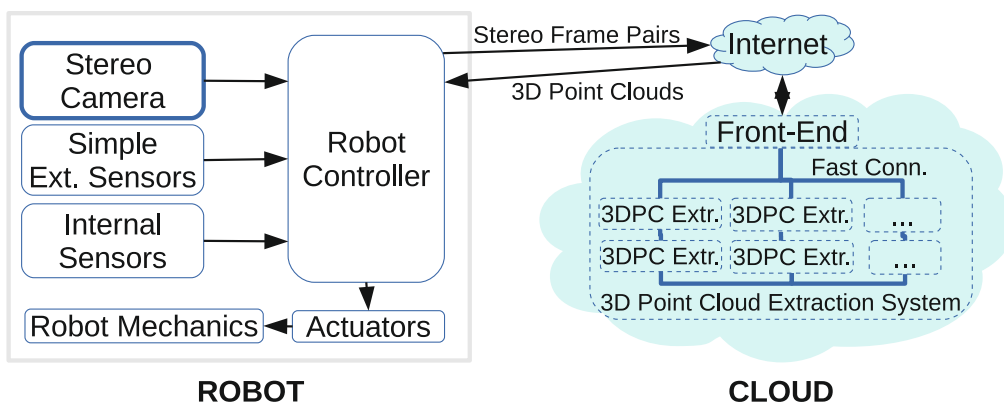 Stereo
Camera
Simple
Ext. Sensors
Internal
Sensors
Robot
Controller
Robot Mechanics
Actuators
ROBOT
Stereo Frame Pairs
3D Point Clouds
Internet
Front-End
Fast Conn.
3DPC Extr.
3DPC Extr.
...
3DPC Extr.
3DPC Extr.
...
3D Point Cloud Extraction System
CLOUD